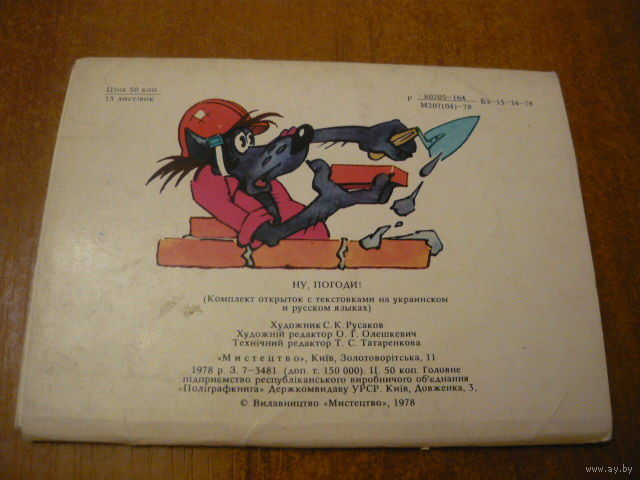 Ціна 50 коп.
15 листівок
Р 80205–164 БЗ–15–34–78
М207(04)–78
НУ, ПОГОДИ!
(Комплект открыток с текстовками на украинском
и русском языках)
Художник С. К. Русаков
Художній редактор О. Г. Олешкевич
Технічний редактор Т. С. Татаренкова
«Мистецтво», Київ, Золотоворітська, 11
1978 р. З. 7–3481. (доп. т. 150 000). Ц. 50 коп. Головне
підприємство республіканського виробничого об'єднання
«Поліграфкнига» Держкомвидаву УРСР. Київ, Довженка, 3.
© Видавництво «Мистецтво», 1978
www.ay.by